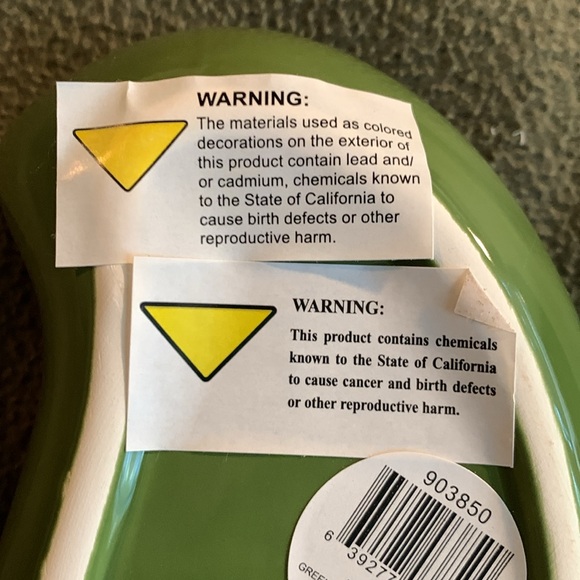 WARNING:
The materials used as colored
decorations on the exterior of
this product contain lead and/
or cadmium, chemicals known
to the State of California to
cause birth defects or other
reproductive harm.
WARNING:
This product contains chemicals
known to the State of California
to cause cancer and birth defects
or other reproductive harm.
903850
6 39277